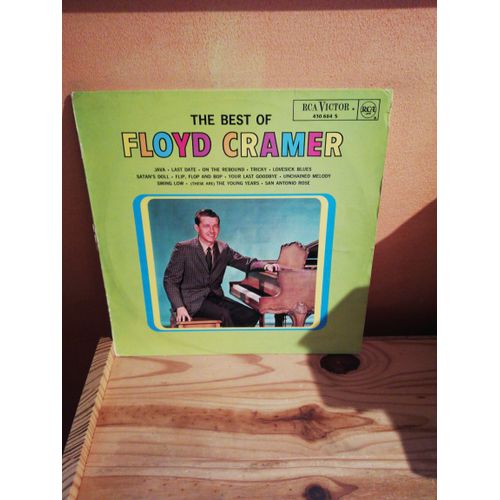 THE BEST OF
RCA VICTOR
RCA
430.684 S
FLOYD CRAMER
JAVA • LAST DATE • ON THE REBOUND • TRICKY • LOVESICK BLUES
SATAN'S DOLL • FLIP, FLOP AND BOP • YOUR LAST GOODBYE • UNCHAINED MELODY
SWING LOW • (THESE ARE) THE YOUNG YEARS • SAN ANTONIO ROSE